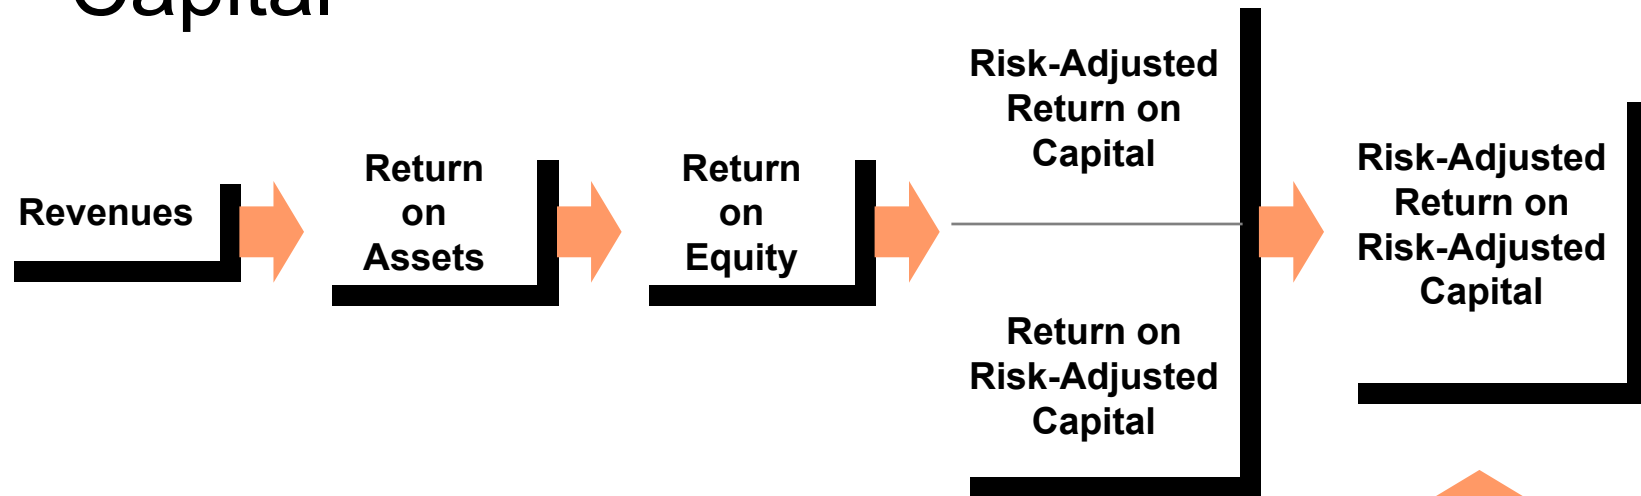 Capital
Revenues
Return
on
Assets
Return
on
Equity
Risk-Adjusted
Return on
Capital
Return on
Risk-Adjusted
Capital
Risk-Adjusted
Return on
Risk-Adjusted
Capital